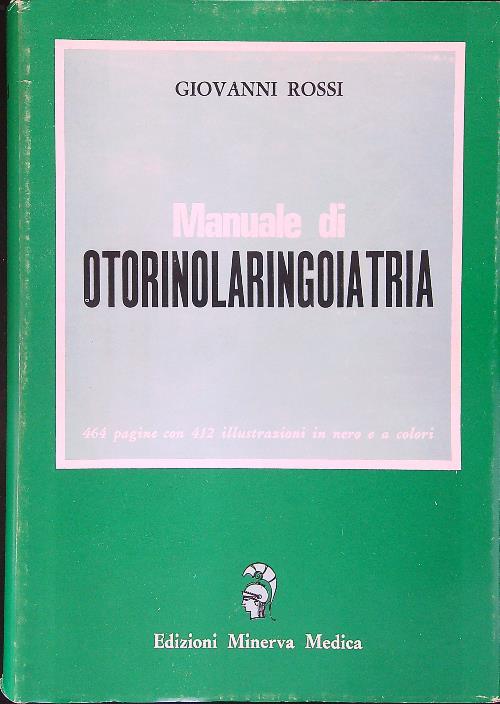 GIOVANNI ROSSI
Manuale di
OTORINOLARINGOIATRIA
464 pagine con 412 illustrazioni in nero e a colori
Edizioni Minerva Medica